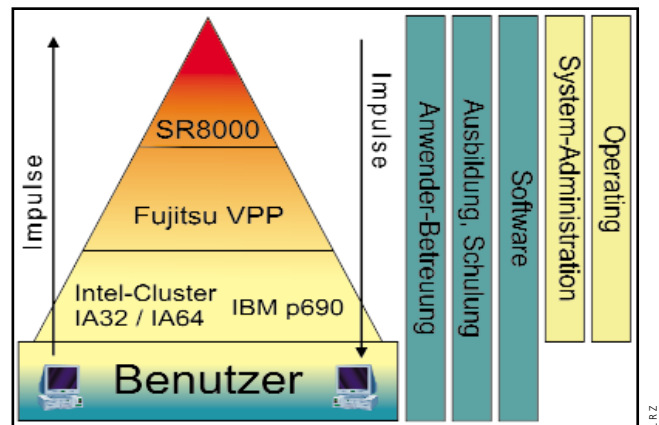 SR8000
Fujitsu VPP
Intel-Cluster
IA32 / IA64
IBM p690
Benutzer
Impulse
Impulse
Anwender-Betreuung
Ausbildung, Schulung
Software
System-Administration
Operating